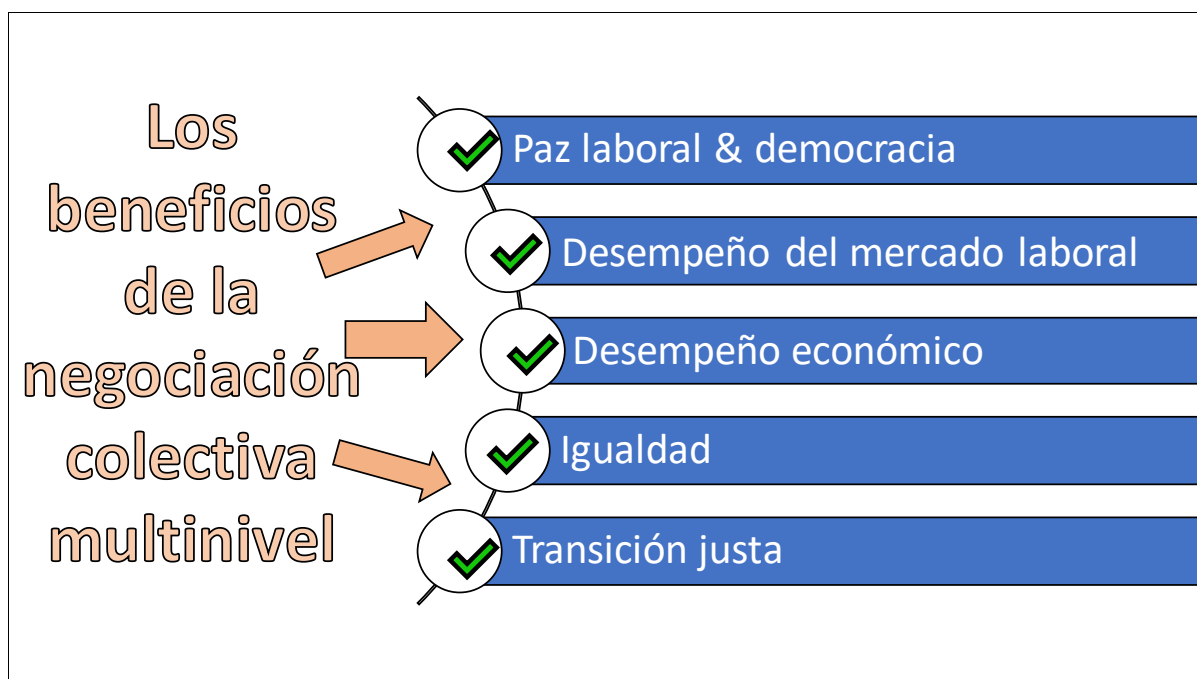 Los
beneficios
de la
negociación
colectiva
multinivel
Paz laboral & democracia
Desempeño del mercado laboral
Desempeño económico
Igualdad
Transición justa